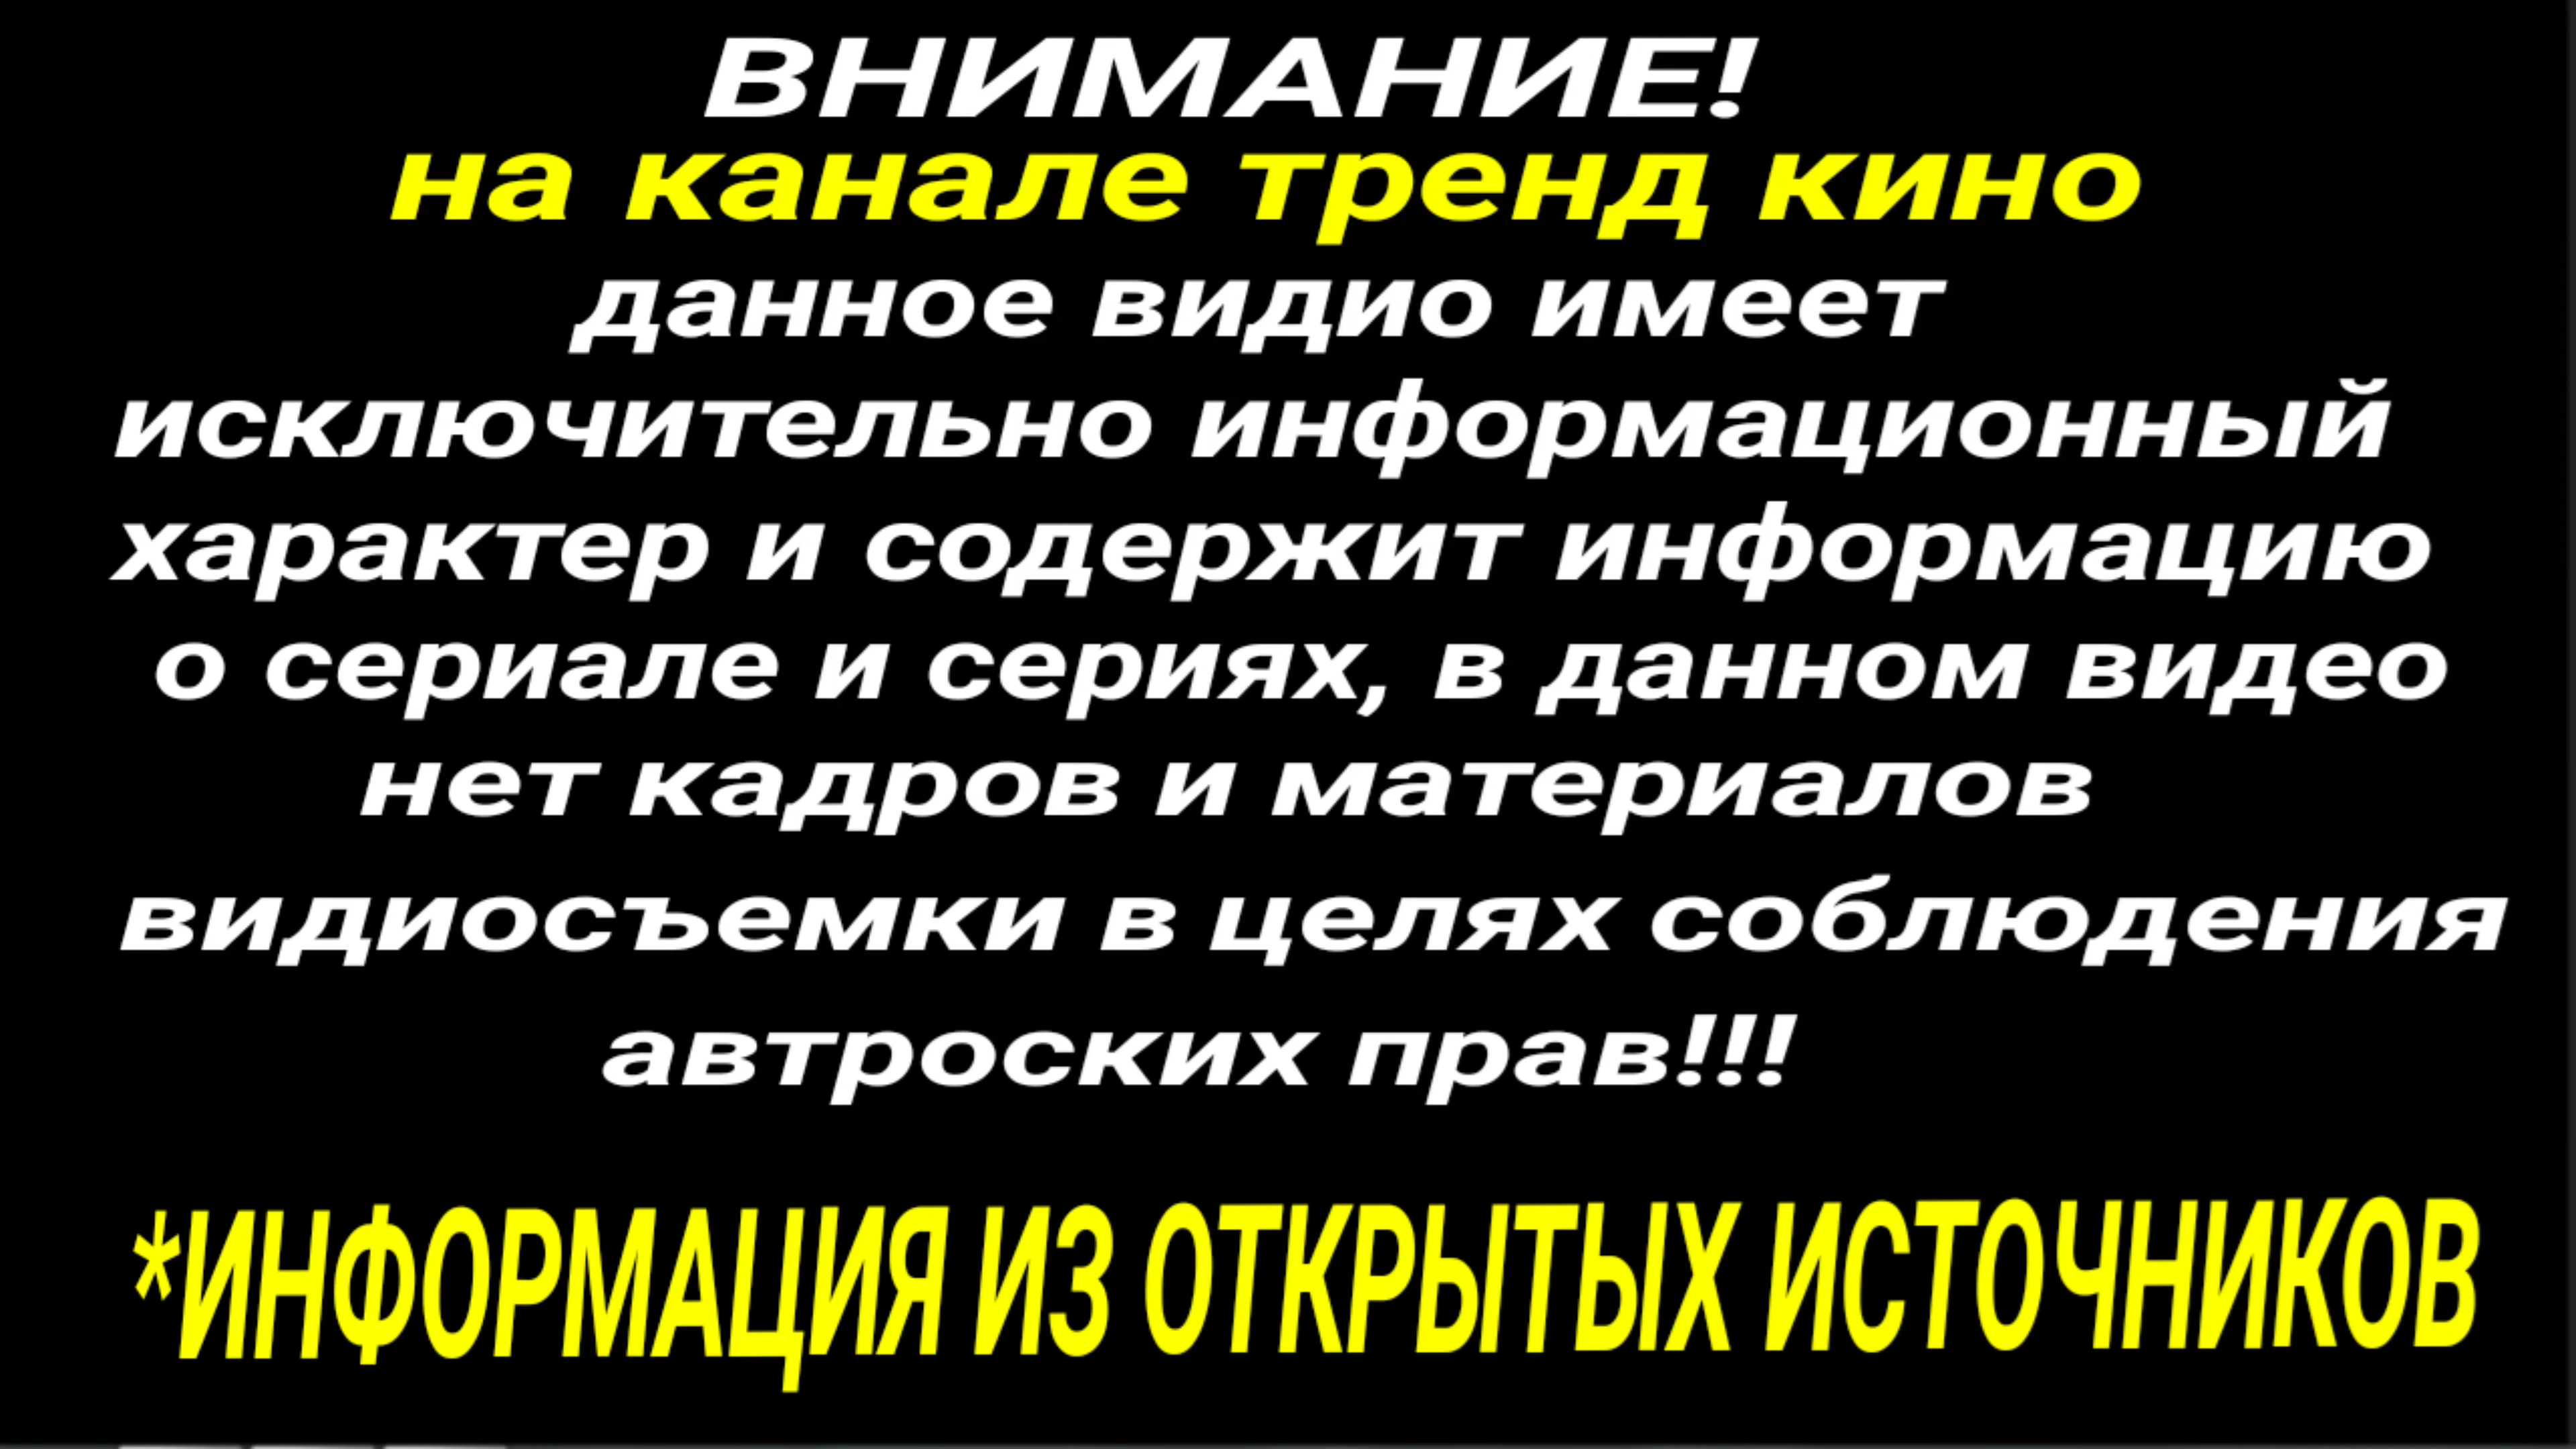 ВНИМАНИЕ!
на канале тренд кино
данное видио имеет
исключительно информационный
характер и содержит информацию
о сериале и сериях, в данном видео
нет кадров и материалов
видиосъемки в целях соблюдения
автроских прав!!!
*ИНФОРМАЦИЯ ИЗ ОТКРЫТЫХ ИСТОЧНИКОВ